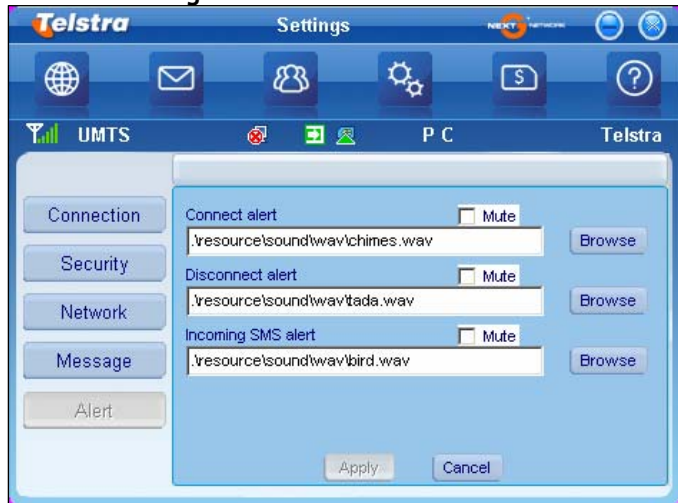 Telstra Settings NEXT G NETWORK
UMTS P C Telstra
Connection
Security
Network
Message
Alert
Connect alert Mute
.\resource\sound\wav\chimes.wav Browse
Disconnect alert Mute
.\resource\sound\wav\tada.wav Browse
Incoming SMS alert Mute
.\resource\sound\wav\bird.wav Browse
Apply Cancel